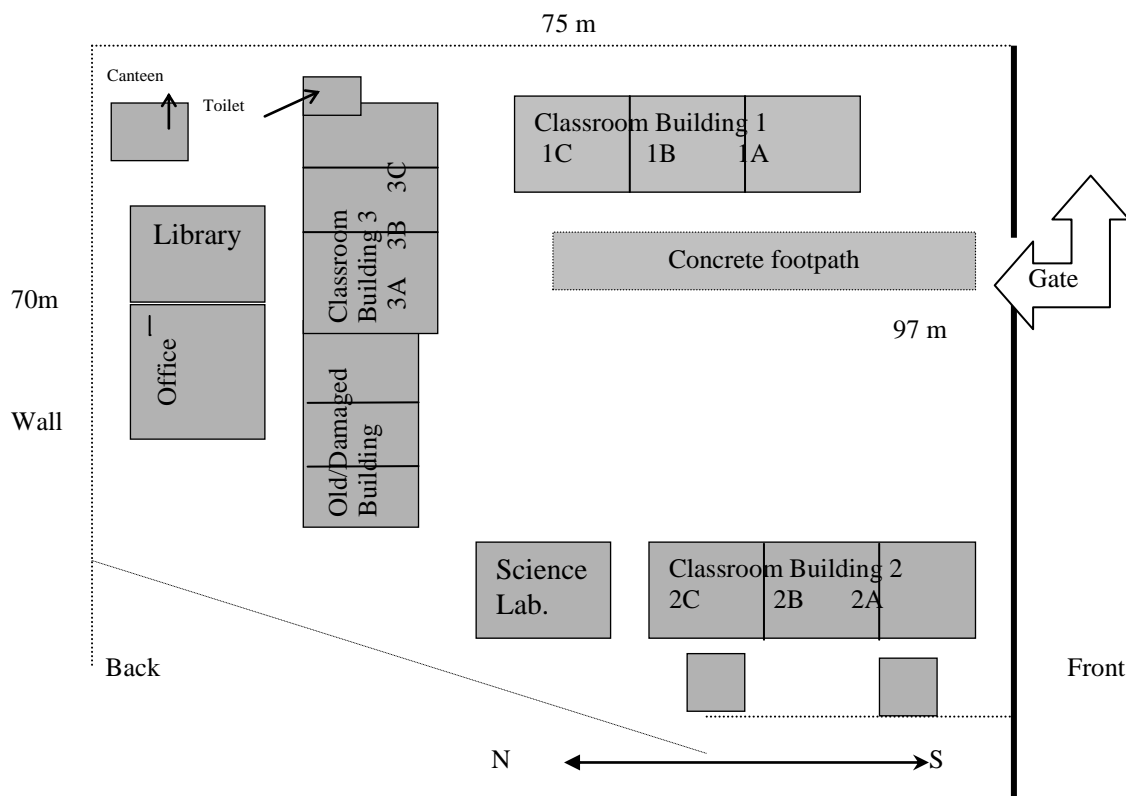 75 m
Canteen
Toilet
Classroom Building 1
1C 1B 1A
Library
Classroom
Building 3
3A 3B 3C
Concrete footpath
Gate
70m
97 m
Office
Wall
Old/Damaged
Building
Science
Lab.
Classroom Building 2
2C 2B 2A
Back
Front
N
S